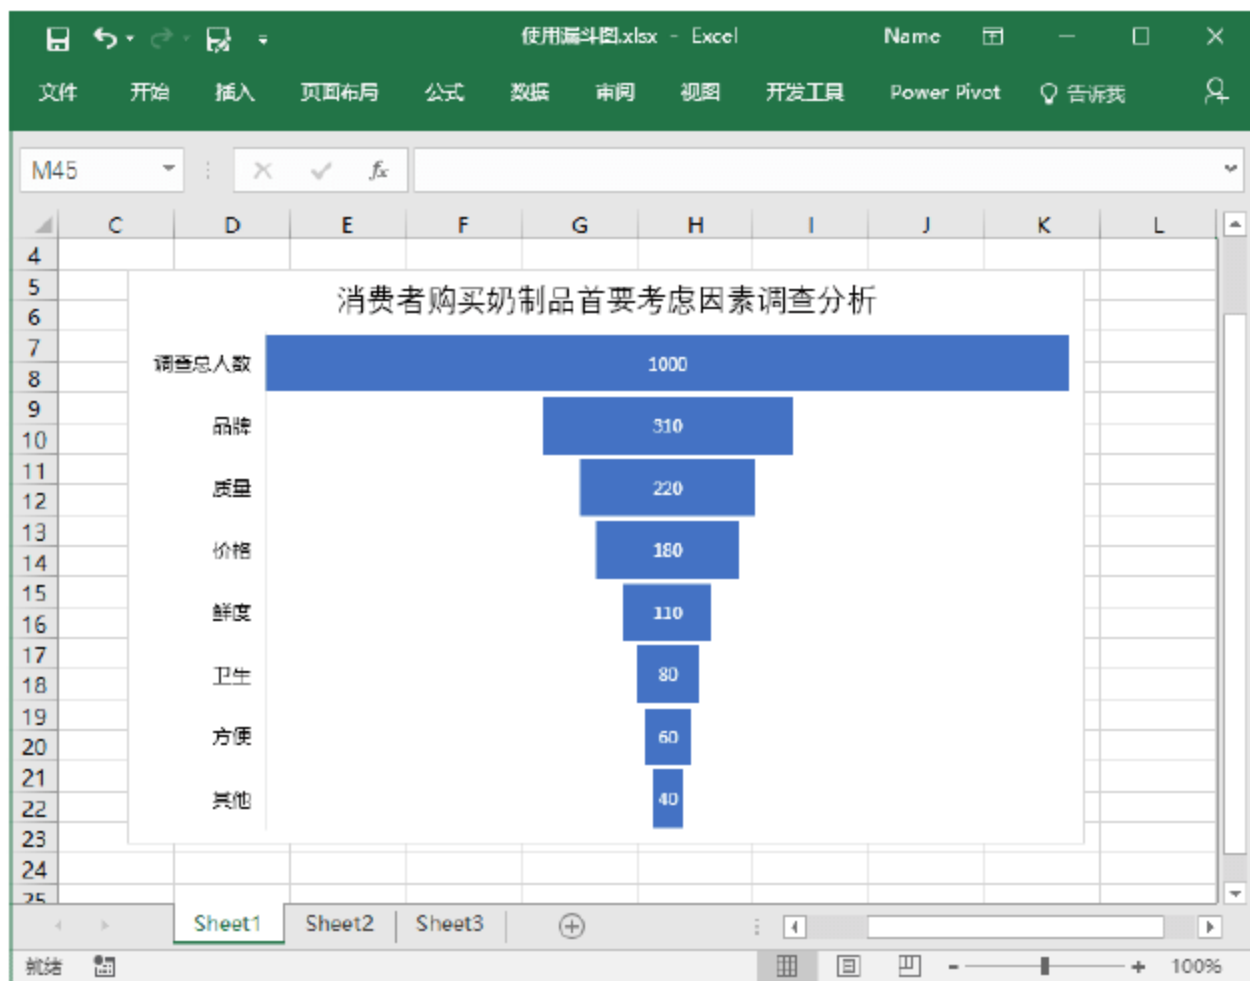 使用漏斗图.xlsx - Excel Name
文件 开始 插入 页面布局 公式 数据 审阅 视图 开发工具 Power Pivot 告诉我
M45 fx
C D E F G H I J K L
4
5
消费者购买奶制品首要考虑因素调查分析
6
7
调查总人数 1000
8
9
品牌 310
10
11
质量 220
12
13
价格 180
14
15
鲜度 110
16
17
卫生 80
18
19
方便 60
20
21
其他 40
22
23
24
25
Sheet1 Sheet2 Sheet3
就绪 100%